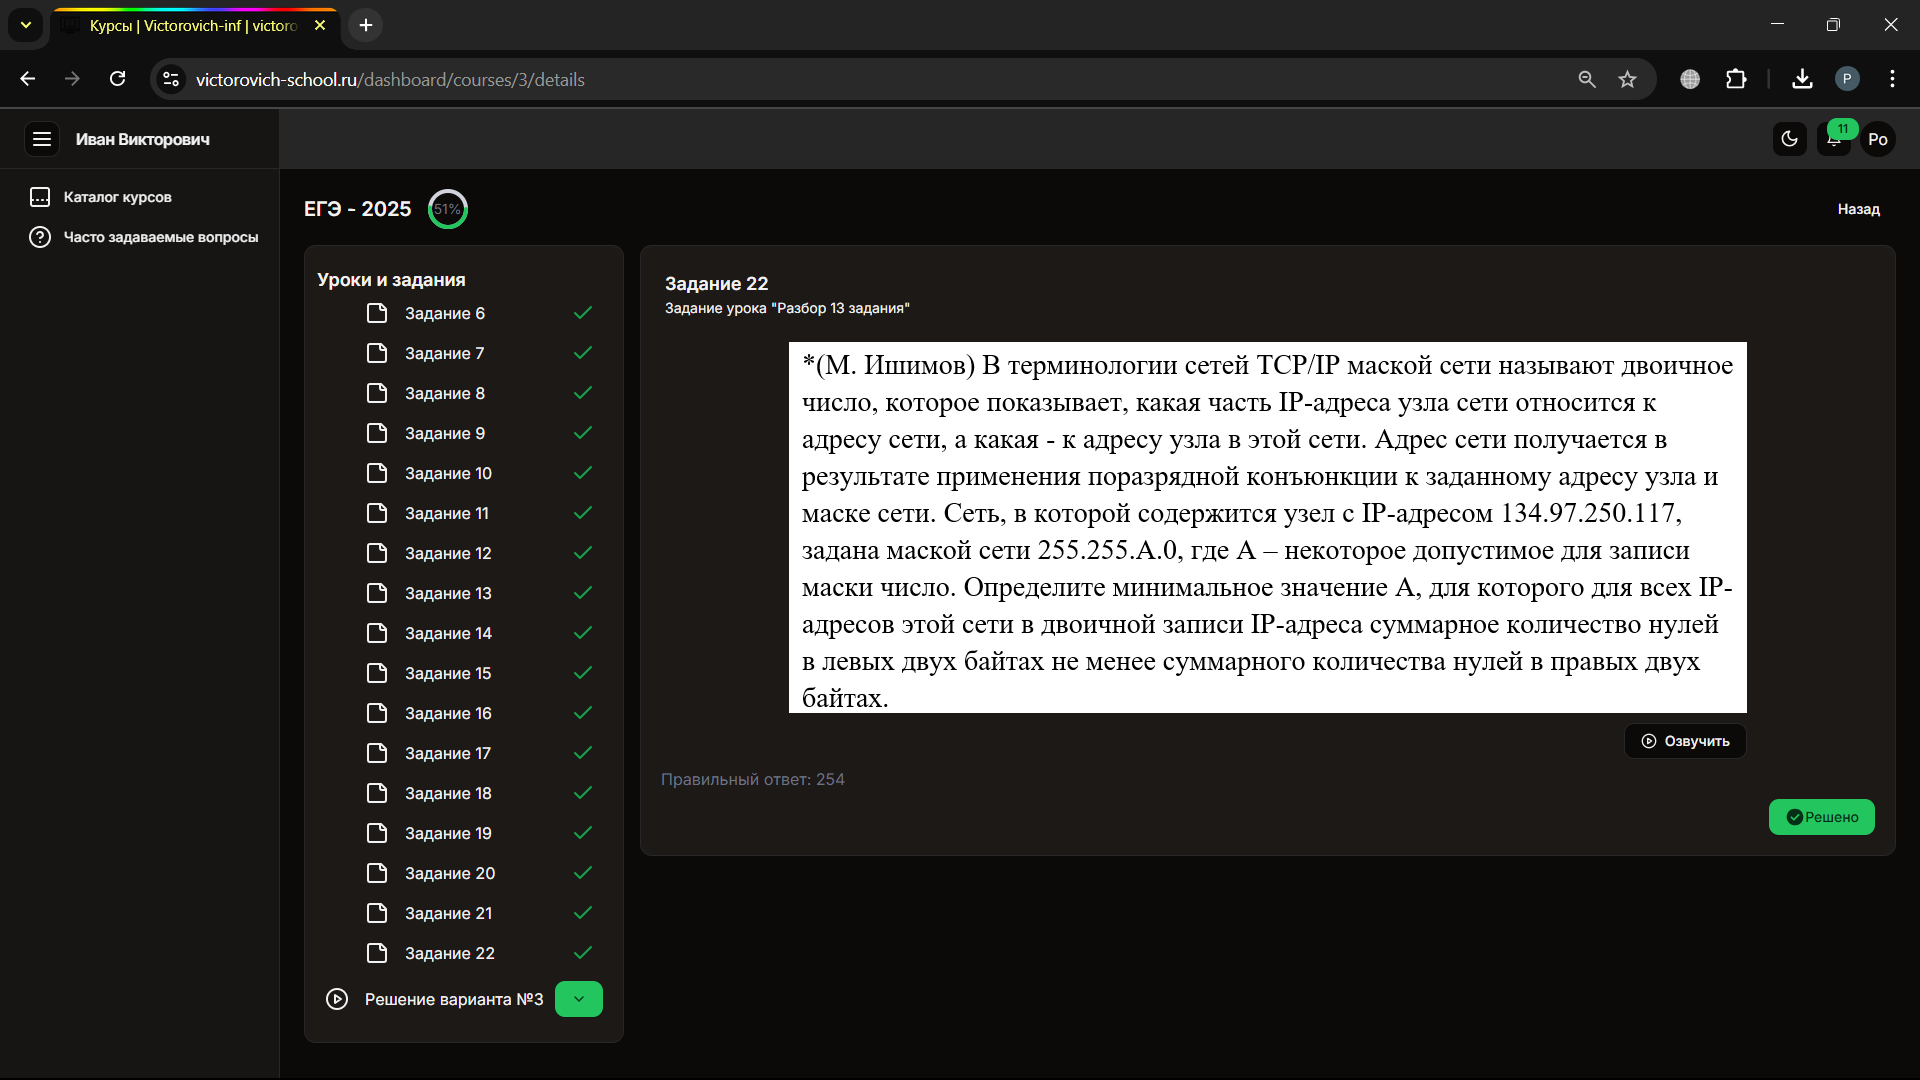 Курсы | Victorovich-inf | victoro
victorovich-school.ru/dashboard/courses/3/details
P
Иван Викторович
11
Po
Каталог курсов
Часто задаваемые вопросы
ЕГЭ - 2025
51%
Назад
Уроки и задания
Задание 6
Задание 7
Задание 8
Задание 9
Задание 10
Задание 11
Задание 12
Задание 13
Задание 14
Задание 15
Задание 16
Задание 17
Задание 18
Задание 19
Задание 20
Задание 21
Задание 22
Решение варианта №3
Задание 22
Задание урока "Разбор 13 задания"
*(М. Ишимов) В терминологии сетей TCP/IP маской сети называют двоичное
число, которое показывает, какая часть IP-адреса узла сети относится к
адресу сети, а какая - к адресу узла в этой сети. Адрес сети получается в
результате применения поразрядной конъюнкции к заданному адресу узла и
маске сети. Сеть, в которой содержится узел с IP-адресом 134.97.250.117,
задана маской сети 255.255.A.0, где А – некоторое допустимое для записи
маски число. Определите минимальное значение А, для которого для всех IP-
адресов этой сети в двоичной записи IP-адреса суммарное количество нулей
в левых двух байтах не менее суммарного количества нулей в правых двух
байтах.
Озвучить
Правильный ответ: 254
Решено